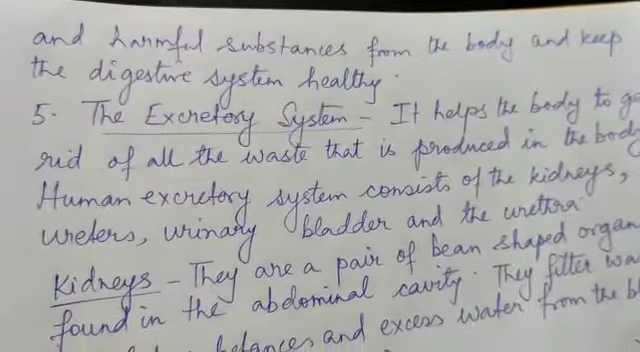 and harmful substances from the body and keep
the digestive system healthy.
5. The Excretory System - It helps the body to
rid of all the waste that is produced in the body
Human excretory system consists of the kidneys,
ureters, urinary bladder and the urethra
Kidneys - They are a pair of bean shaped organ
found in the abdominal cavity. They filter
and excess water from the